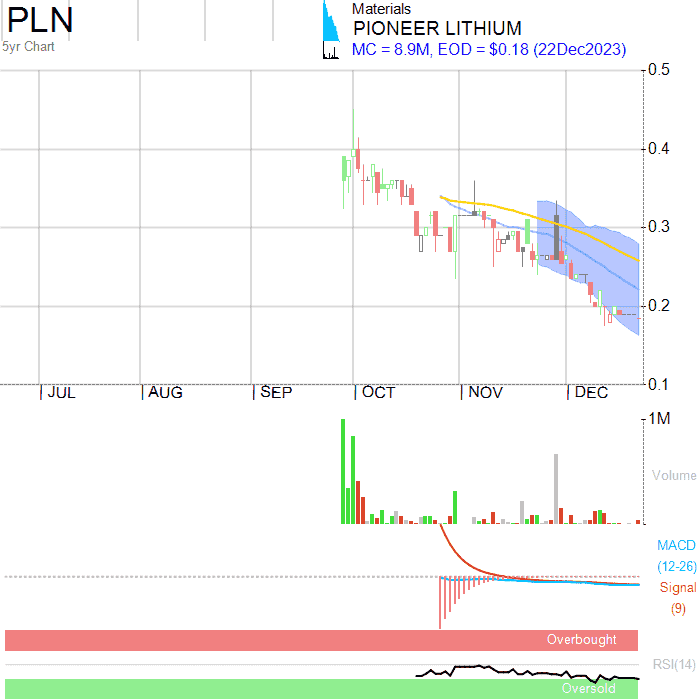 PLN
5yr Chart
Materials
PIONEER LITHIUM
MC = 8.9M, EOD = $0.18 (22Dec2023)
0.5
0.4
0.3
0.2
0.1
JUL AUG SEP OCT NOV DEC
1M
Volume
MACD
(12-26)
Signal
(9)
Overbought
RSI(14)
Oversold